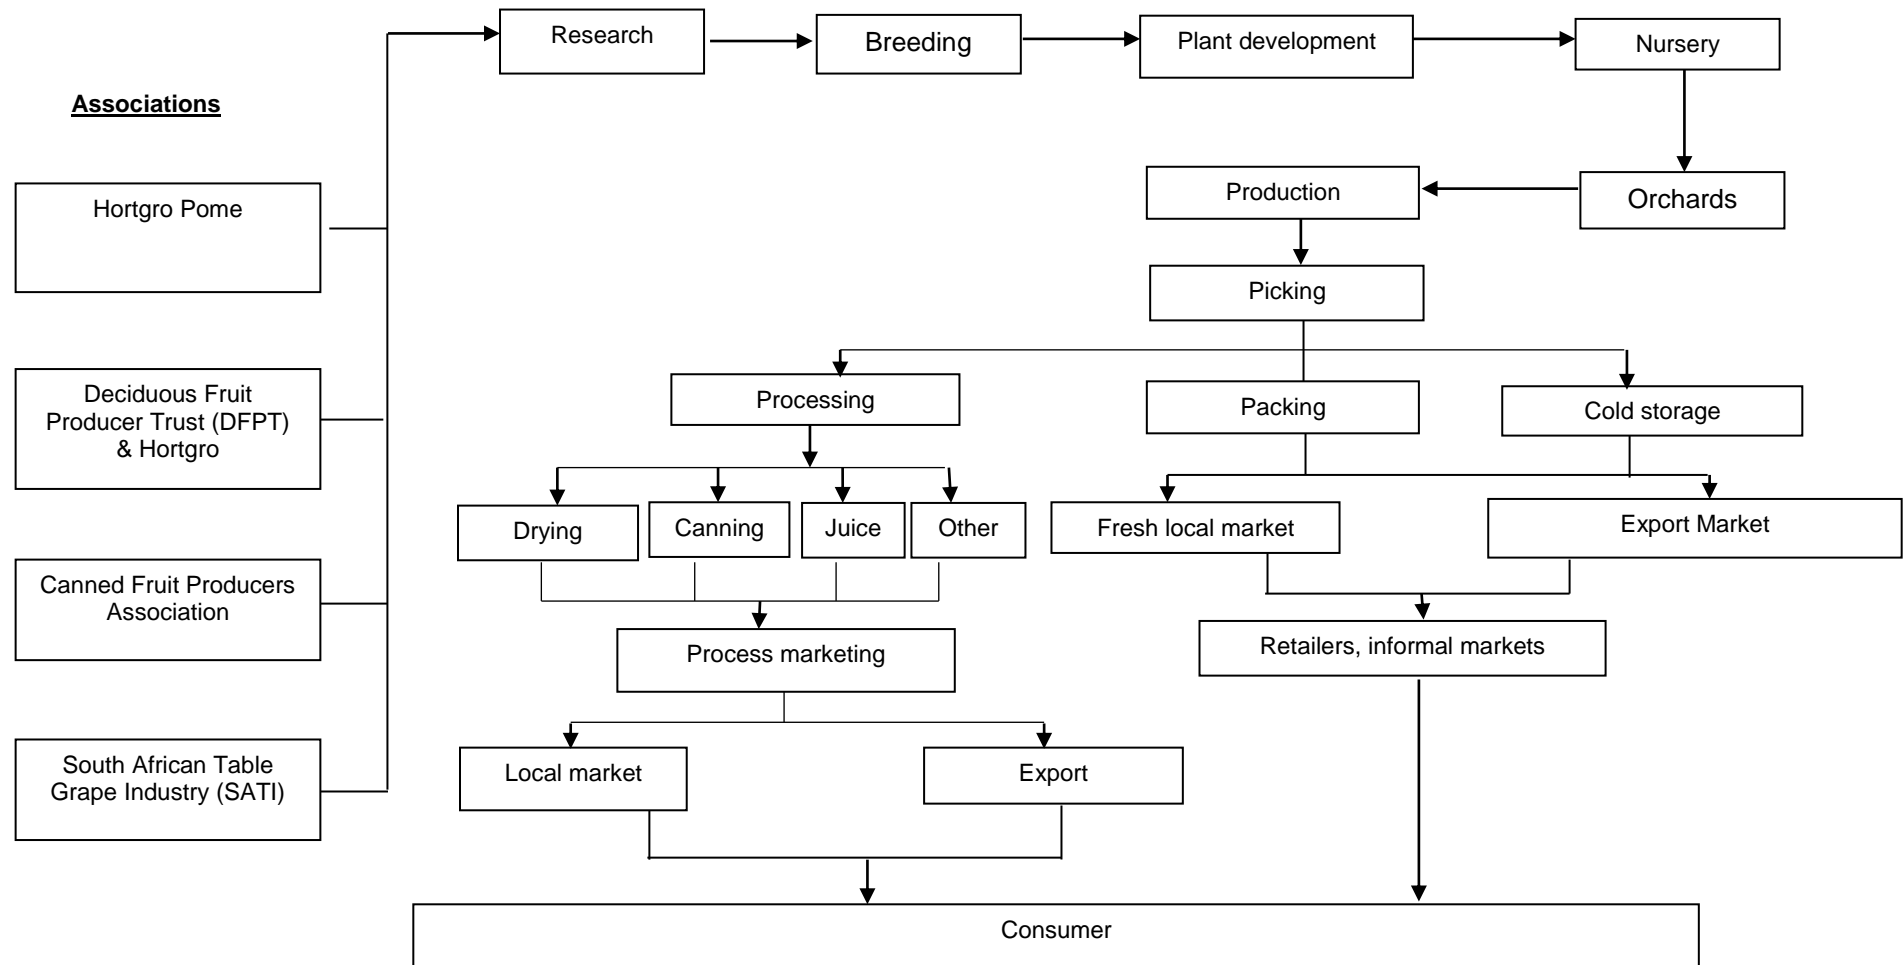 Research
Breeding
Plant development
Nursery
Associations
Hortgro Pome
Production
Orchards
Picking
Deciduous Fruit
Producer Trust (DFPT)
& Hortgro
Processing
Packing
Cold storage
Drying
Canning
Juice
Other
Fresh local market
Export Market
Canned Fruit Producers
Association
Process marketing
Retailers, informal markets
South African Table
Grape Industry (SATI)
Local market
Export
Consumer